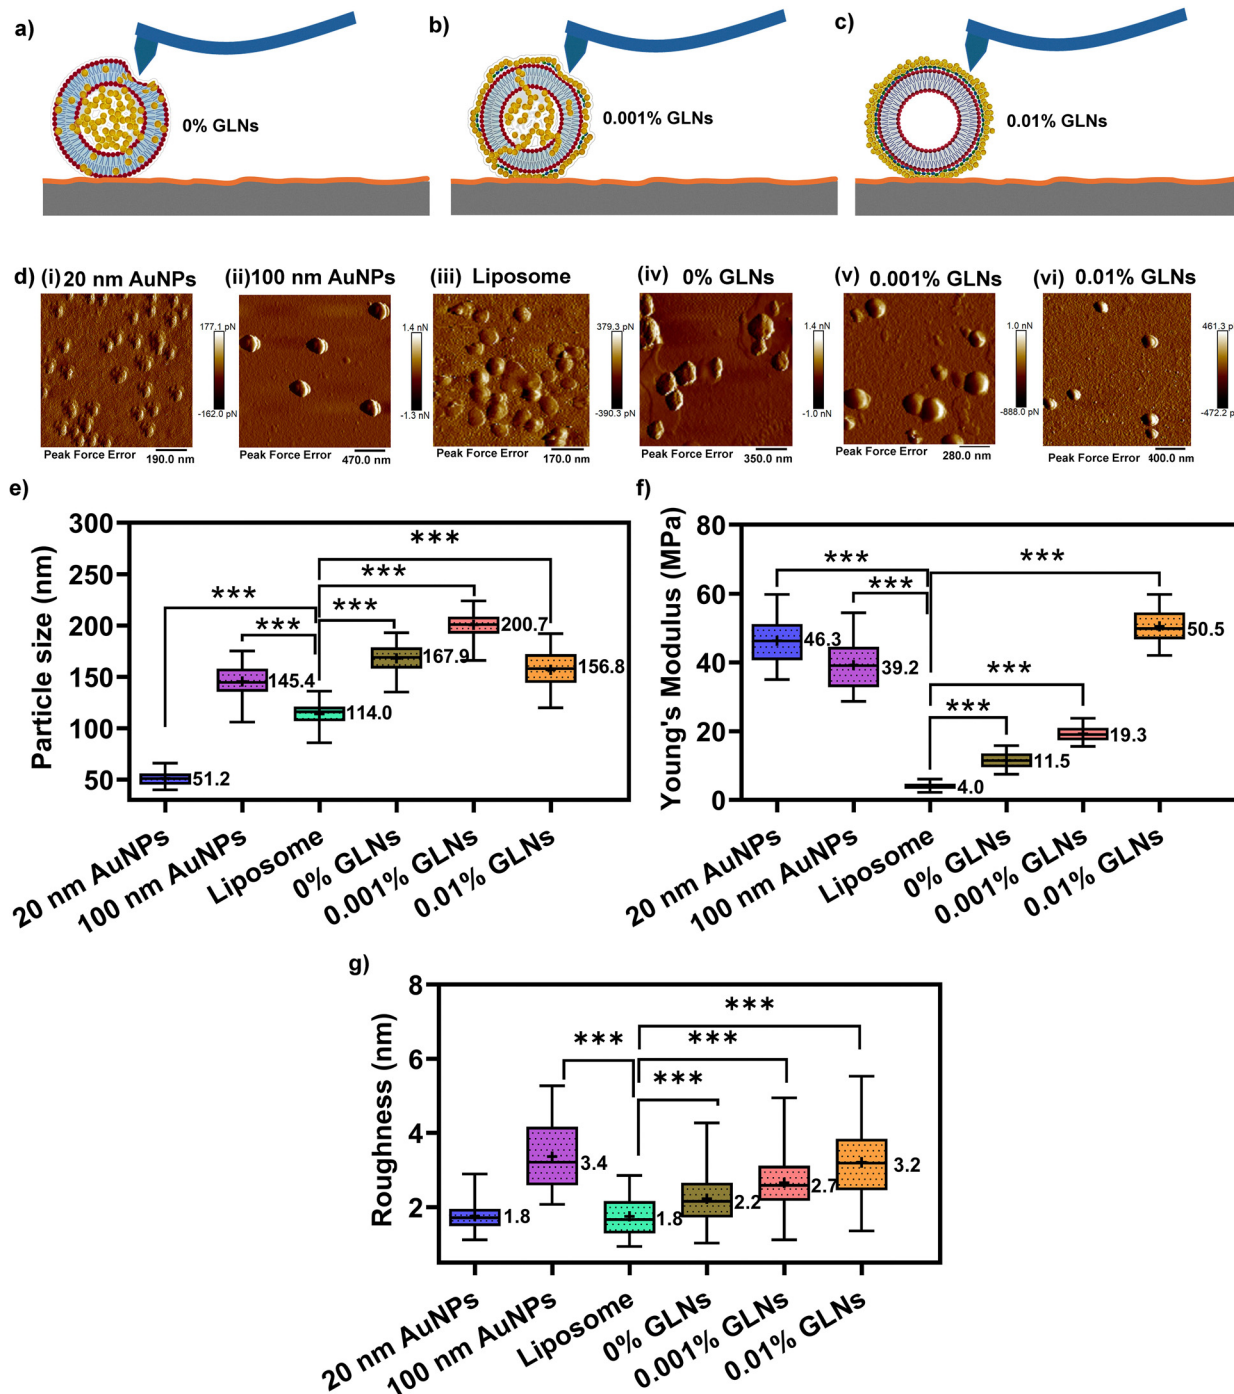 a)
b)
c)
0% GLNs
0.001% GLNs
0.01% GLNs
d) (i) 20 nm AuNPs
(ii) 100 nm AuNPs
(iii) Liposome
(iv) 0% GLNs
(v) 0.001% GLNs
(vi) 0.01% GLNs
177.1 pN
-162.0 pN
1.4 nN
-1.3 nN
379.3 pN
-390.3 pN
1.4 nN
-1.0 nN
1.0 nN
-888.0 pN
461.3 pN
-472.2 pN
Peak Force Error
190.0 nm
Peak Force Error
470.0 nm
Peak Force Error
170.0 nm
Peak Force Error
350.0 nm
Peak Force Error
280.0 nm
Peak Force Error
400.0 nm
e)
Particle size (nm)
300
250
200
150
100
50
***
***
***
***
***
51.2
145.4
114.0
167.9
200.7
156.8
20 nm AuNPs
100 nm AuNPs
Liposome
0% GLNs
0.001% GLNs
0.01% GLNs
f)
Young's Modulus (MPa)
80
60
40
20
0
***
***
***
***
***
46.3
39.2
4.0
11.5
19.3
50.5
20 nm AuNPs
100 nm AuNPs
Liposome
0% GLNs
0.001% GLNs
0.01% GLNs
g)
Roughness (nm)
8
6
4
2
***
***
***
***
1.8
3.4
1.8
2.2
2.7
3.2
20 nm AuNPs
100 nm AuNPs
Liposome
0% GLNs
0.001% GLNs
0.01% GLNs